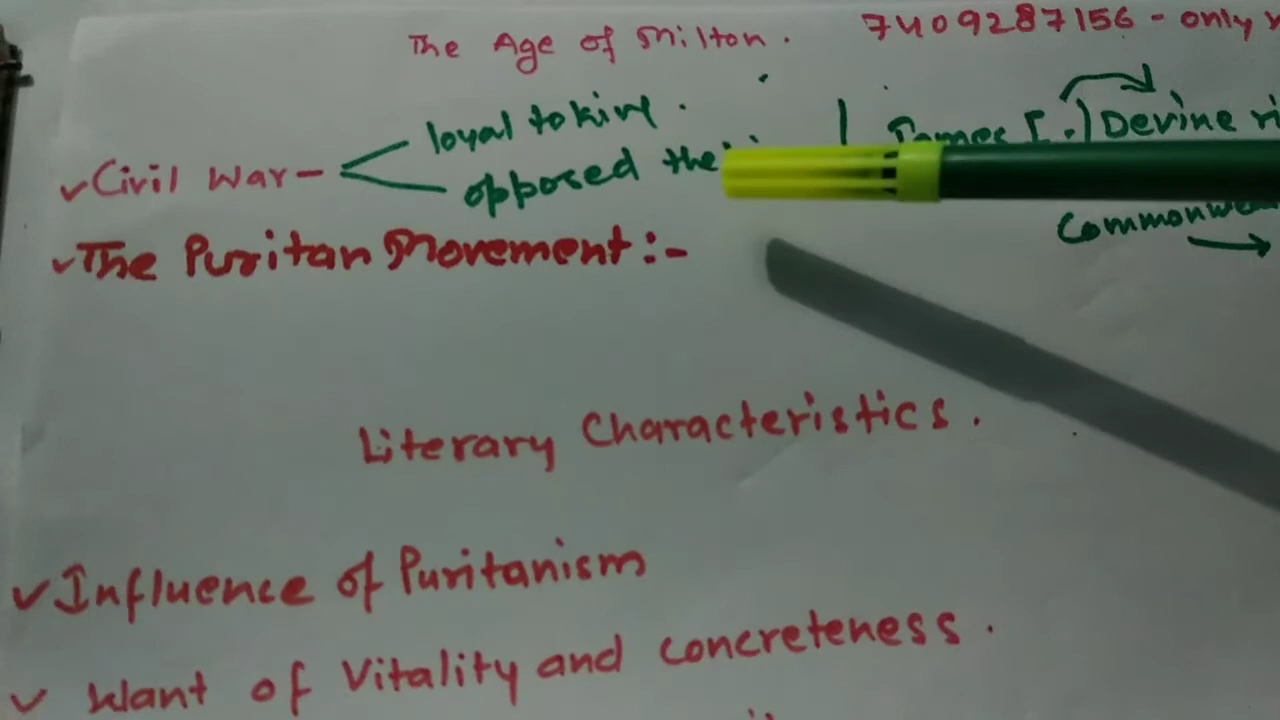 The Age of Milton. 7409287156 - only
loyal to king.
James I. Devine
Civil War - opposed the
Commonwe
The Puritan Movement :-
Literary Characteristics.
Influence of Puritanism
Want of Vitality and concreteness.